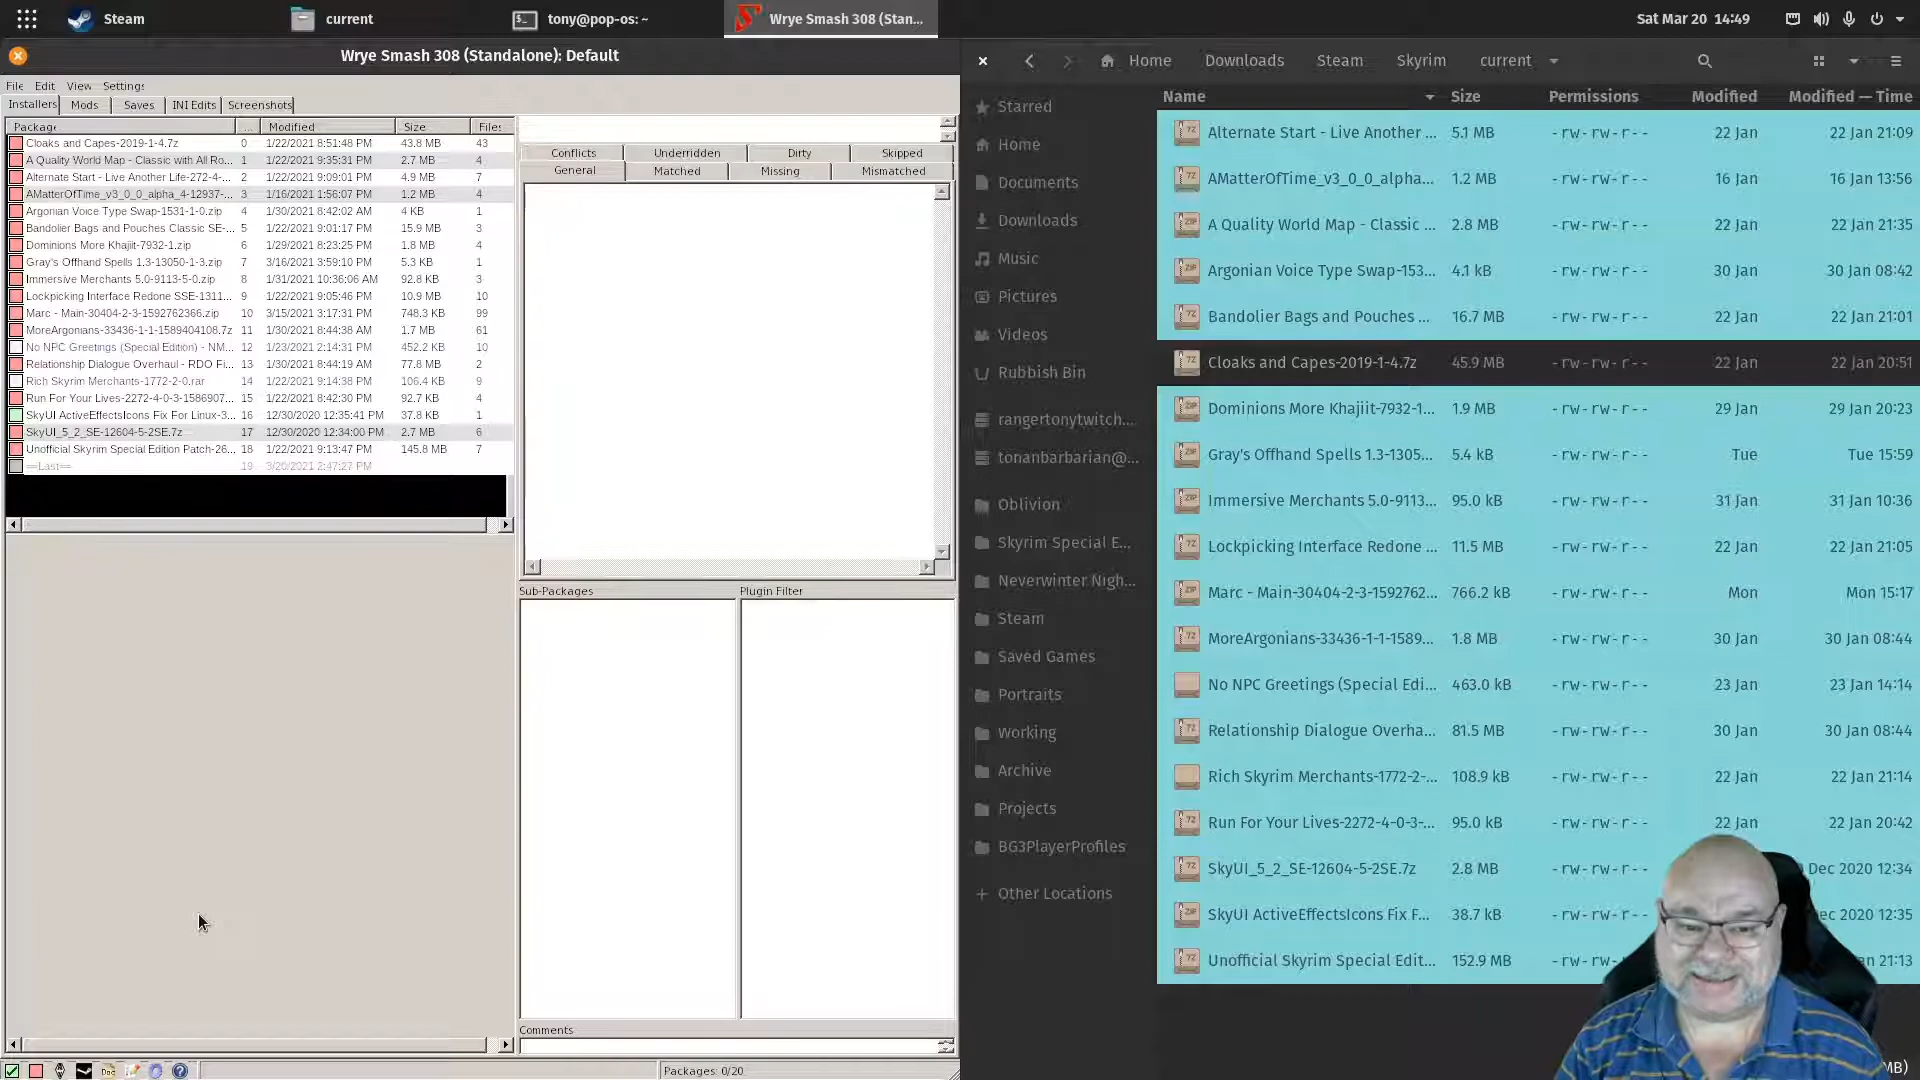 Steam
current
tony@pop-os: ~
Wrye Smash 308 (Stan...
Sat Mar 20 14:49
Wrye Smash 308 (Standalone): Default
File Edit View Settings
Installers Mods Saves INI Edits Screenshots
Package ... Modified Size Files
Cloaks and Capes-2019-1-4.7z 0 1/22/2021 8:51:48 PM 43.8 MB 43
A Quality World Map - Classic with All Ro... 1 1/22/2021 9:35:31 PM 2.7 MB 4
Alternate Start - Live Another Life-272-4-... 2 1/22/2021 9:09:01 PM 4.9 MB 7
AMatterOfTime_v3_0_0_alpha_4-12937-... 3 1/16/2021 1:56:07 PM 1.2 MB 4
Argonian Voice Type Swap-1531-1-0.zip 4 1/30/2021 8:42:02 AM 4 KB 1
Bandolier Bags and Pouches Classic SE-... 5 1/22/2021 9:01:17 PM 15.9 MB 3
Dominions More Khajiit-7932-1.zip 6 1/29/2021 8:23:25 PM 1.8 MB 4
Gray's Offhand Spells 1.3-13050-1-3.zip 7 3/16/2021 3:59:10 PM 5.3 KB 1
Immersive Merchants 5.0-9113-5-0.zip 8 1/31/2021 10:36:06 AM 92.8 KB 3
Lockpicking Interface Redone SSE-1311... 9 1/22/2021 9:05:46 PM 10.9 MB 10
Marc - Main-30404-2-3-1592762366.zip 10 3/15/2021 3:17:31 PM 748.3 KB 99
MoreArgonians-33436-1-1-1589404108.7z 11 1/30/2021 8:44:38 AM 1.7 MB 61
No NPC Greetings (Special Edition) - NM... 12 1/23/2021 2:14:31 PM 452.2 KB 10
Relationship Dialogue Overhaul - RDO Fi... 13 1/30/2021 8:44:19 AM 77.8 MB 2
Rich Skyrim Merchants-1772-2-0.rar 14 1/22/2021 9:14:38 PM 106.4 KB 9
Run For Your Lives-2272-4-0-3-1586907... 15 1/22/2021 8:42:30 PM 92.7 KB 4
SkyUI ActiveEffectsIcons Fix For Linux-3... 16 12/30/2020 12:35:41 PM 37.8 KB 1
SkyUI_5_2_SE-12604-5-2SE.7z 17 12/30/2020 12:34:00 PM 2.7 MB 6
Unofficial Skyrim Special Edition Patch-26... 18 1/22/2021 9:13:47 PM 145.8 MB 7
==Last== 19 3/20/2021 2:47:27 PM
Conflicts Underridden Dirty Skipped
General Matched Missing Mismatched
Sub-Packages
Plugin Filter
Comments
Doc
Packages: 0/20
Home Downloads Steam Skyrim current
Starred
Home
Documents
Downloads
Music
Pictures
Videos
Rubbish Bin
rangertonytwitch...
tonanbarbarian@...
Oblivion
Skyrim Special E...
Neverwinter Nigh...
Steam
Saved Games
Portraits
Working
Archive
Projects
BG3PlayerProfiles
+ Other Locations
Name Size Permissions Modified Modified — Time
Alternate Start - Live Another ... 5.1 MB -rw-rw-r-- 22 Jan 22 Jan 21:09
AMatterOfTime_v3_0_0_alpha... 1.2 MB -rw-rw-r-- 16 Jan 16 Jan 13:56
A Quality World Map - Classic ... 2.8 MB -rw-rw-r-- 22 Jan 22 Jan 21:35
Argonian Voice Type Swap-153... 4.1 kB -rw-rw-r-- 30 Jan 30 Jan 08:42
Bandolier Bags and Pouches ... 16.7 MB -rw-rw-r-- 22 Jan 22 Jan 21:01
Cloaks and Capes-2019-1-4.7z 45.9 MB -rw-rw-r-- 22 Jan 22 Jan 20:51
Dominions More Khajiit-7932-1... 1.9 MB -rw-rw-r-- 29 Jan 29 Jan 20:23
Gray's Offhand Spells 1.3-1305... 5.4 kB -rw-rw-r-- Tue Tue 15:59
Immersive Merchants 5.0-9113... 95.0 kB -rw-rw-r-- 31 Jan 31 Jan 10:36
Lockpicking Interface Redone ... 11.5 MB -rw-rw-r-- 22 Jan 22 Jan 21:05
Marc - Main-30404-2-3-1592762... 766.2 kB -rw-rw-r-- Mon Mon 15:17
MoreArgonians-33436-1-1-1589... 1.8 MB -rw-rw-r-- 30 Jan 30 Jan 08:44
No NPC Greetings (Special Edi... 463.0 kB -rw-rw-r-- 23 Jan 23 Jan 14:14
Relationship Dialogue Overha... 81.5 MB -rw-rw-r-- 30 Jan 30 Jan 08:44
Rich Skyrim Merchants-1772-2-... 108.9 kB -rw-rw-r-- 22 Jan 22 Jan 21:14
Run For Your Lives-2272-4-0-3-... 95.0 kB -rw-rw-r-- 22 Jan 22 Jan 20:42
SkyUI_5_2_SE-12604-5-2SE.7z 2.8 MB -rw-rw-r-- Dec 2020 12:34
SkyUI ActiveEffectsIcons Fix F... 38.7 kB -rw-rw-r-- ec 2020 12:35
Unofficial Skyrim Special Edit... 152.9 MB -rw-rw- an 21:13
MB)